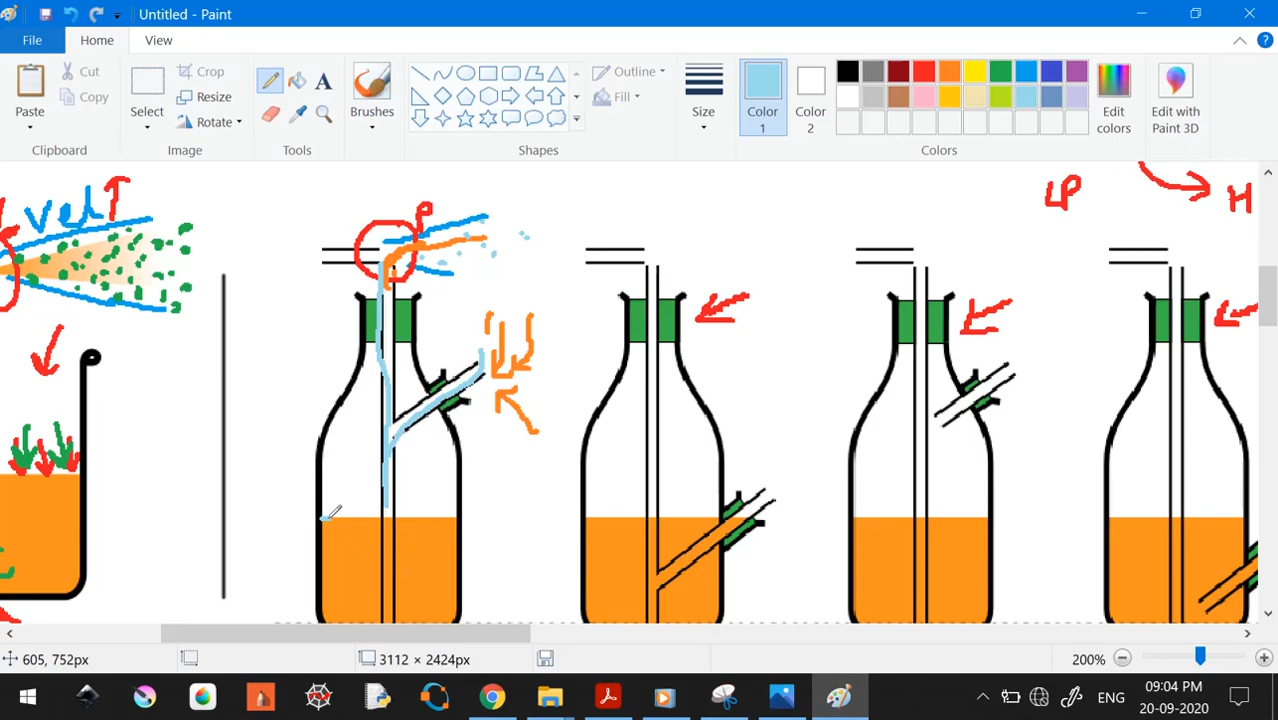 Untitled - Paint
File
Home
View
Paste
Cut
Copy
Clipboard
Select
Crop
Resize
Rotate
Image
A
Tools
Brushes
Shapes
Outline
Fill
Size
Color 1
Color 2
Edit colors
Edit with Paint 3D
Colors
Vel
P
LP
H
605, 752px
3112 × 2424px
200%
ENG
09:04 PM
20-09-2020